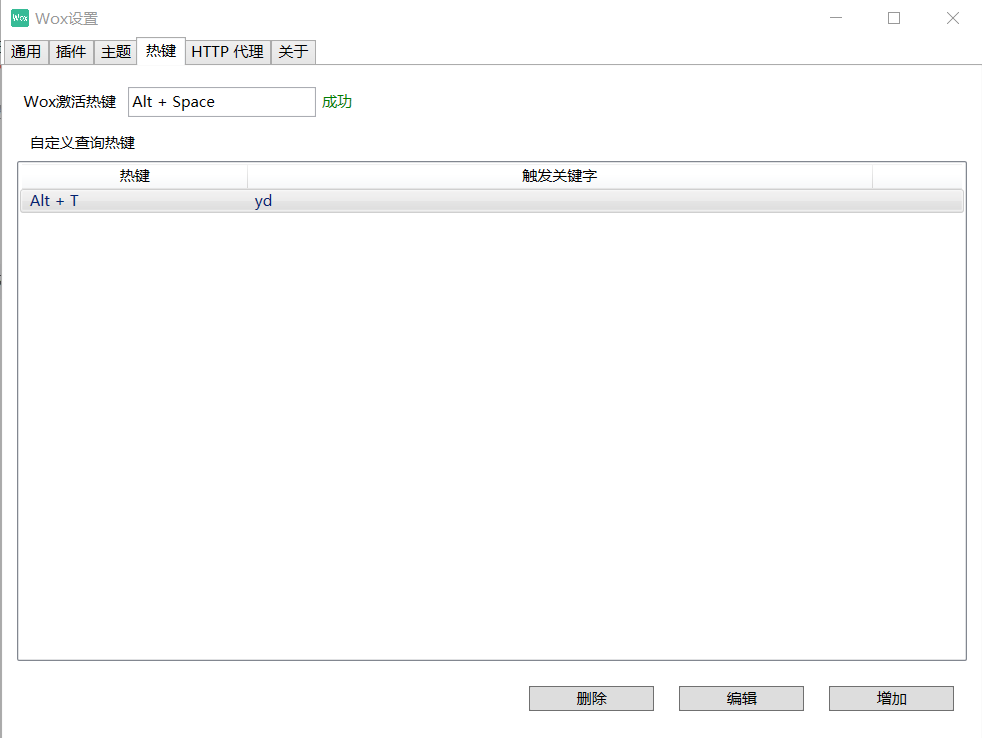 Wox Wox设置
通用 插件 主题 热键 HTTP 代理 关于
Wox激活热键 Alt + Space 成功
自定义查询热键
热键 触发关键字
Alt + T yd
删除 编辑 增加